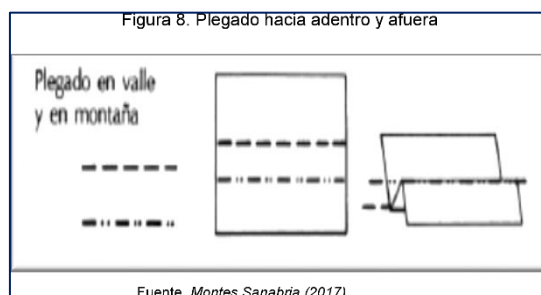 Figura 8. Plegado hacia adentro y afuera
Plegado en valle
y en montaña
Fuente. Montes Sanabria (2017)